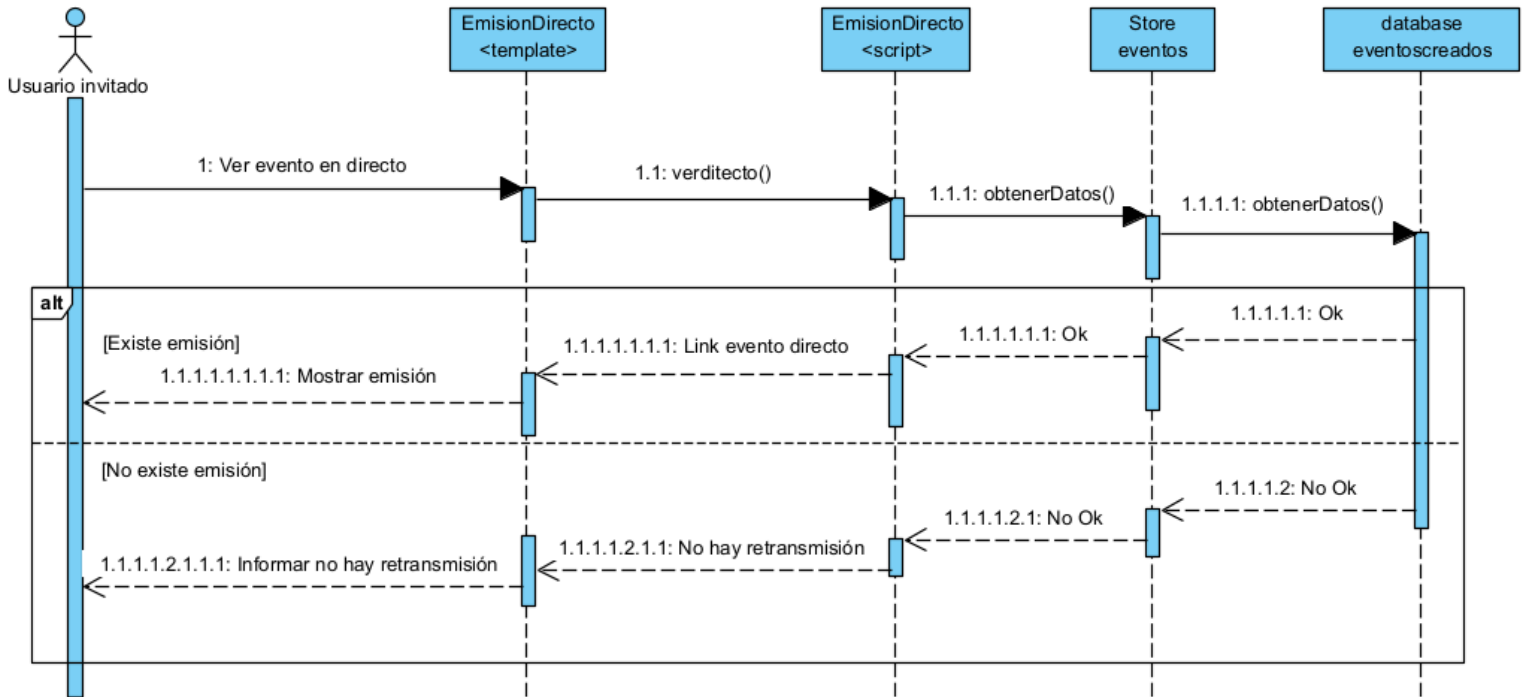 EmisionDirecto
<template>
EmisionDirecto
<script>
Store
eventos
database
eventoscreados
Usuario invitado
1: Ver evento en directo
1.1: verditecto()
1.1.1: obtenerDatos()
1.1.1.1: obtenerDatos()
alt
1.1.1.1.1: Ok
[Existe emisión]
1.1.1.1.1.1: Ok
1.1.1.1.1.1.1: Link evento directo
1.1.1.1.1.1.1.1: Mostrar emisión
[No existe emisión]
1.1.1.1.2: No Ok
1.1.1.1.2.1: No Ok
1.1.1.1.2.1.1: No hay retransmisión
1.1.1.1.2.1.1.1: Informar no hay retransmisión